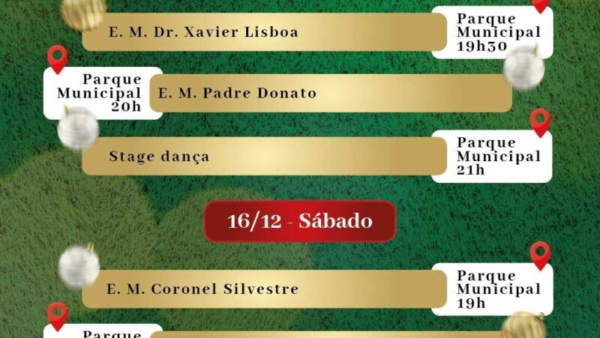 E. M. Dr. Xavier Lisboa
Parque
Municipal
19h30
Parque
Municipal
20h
E. M. Padre Donato
Stage dança
Parque
Municipal
21h
16/12 - Sábado
E. M. Coronel Silvestre
Parque
Municipal
19h
Parque